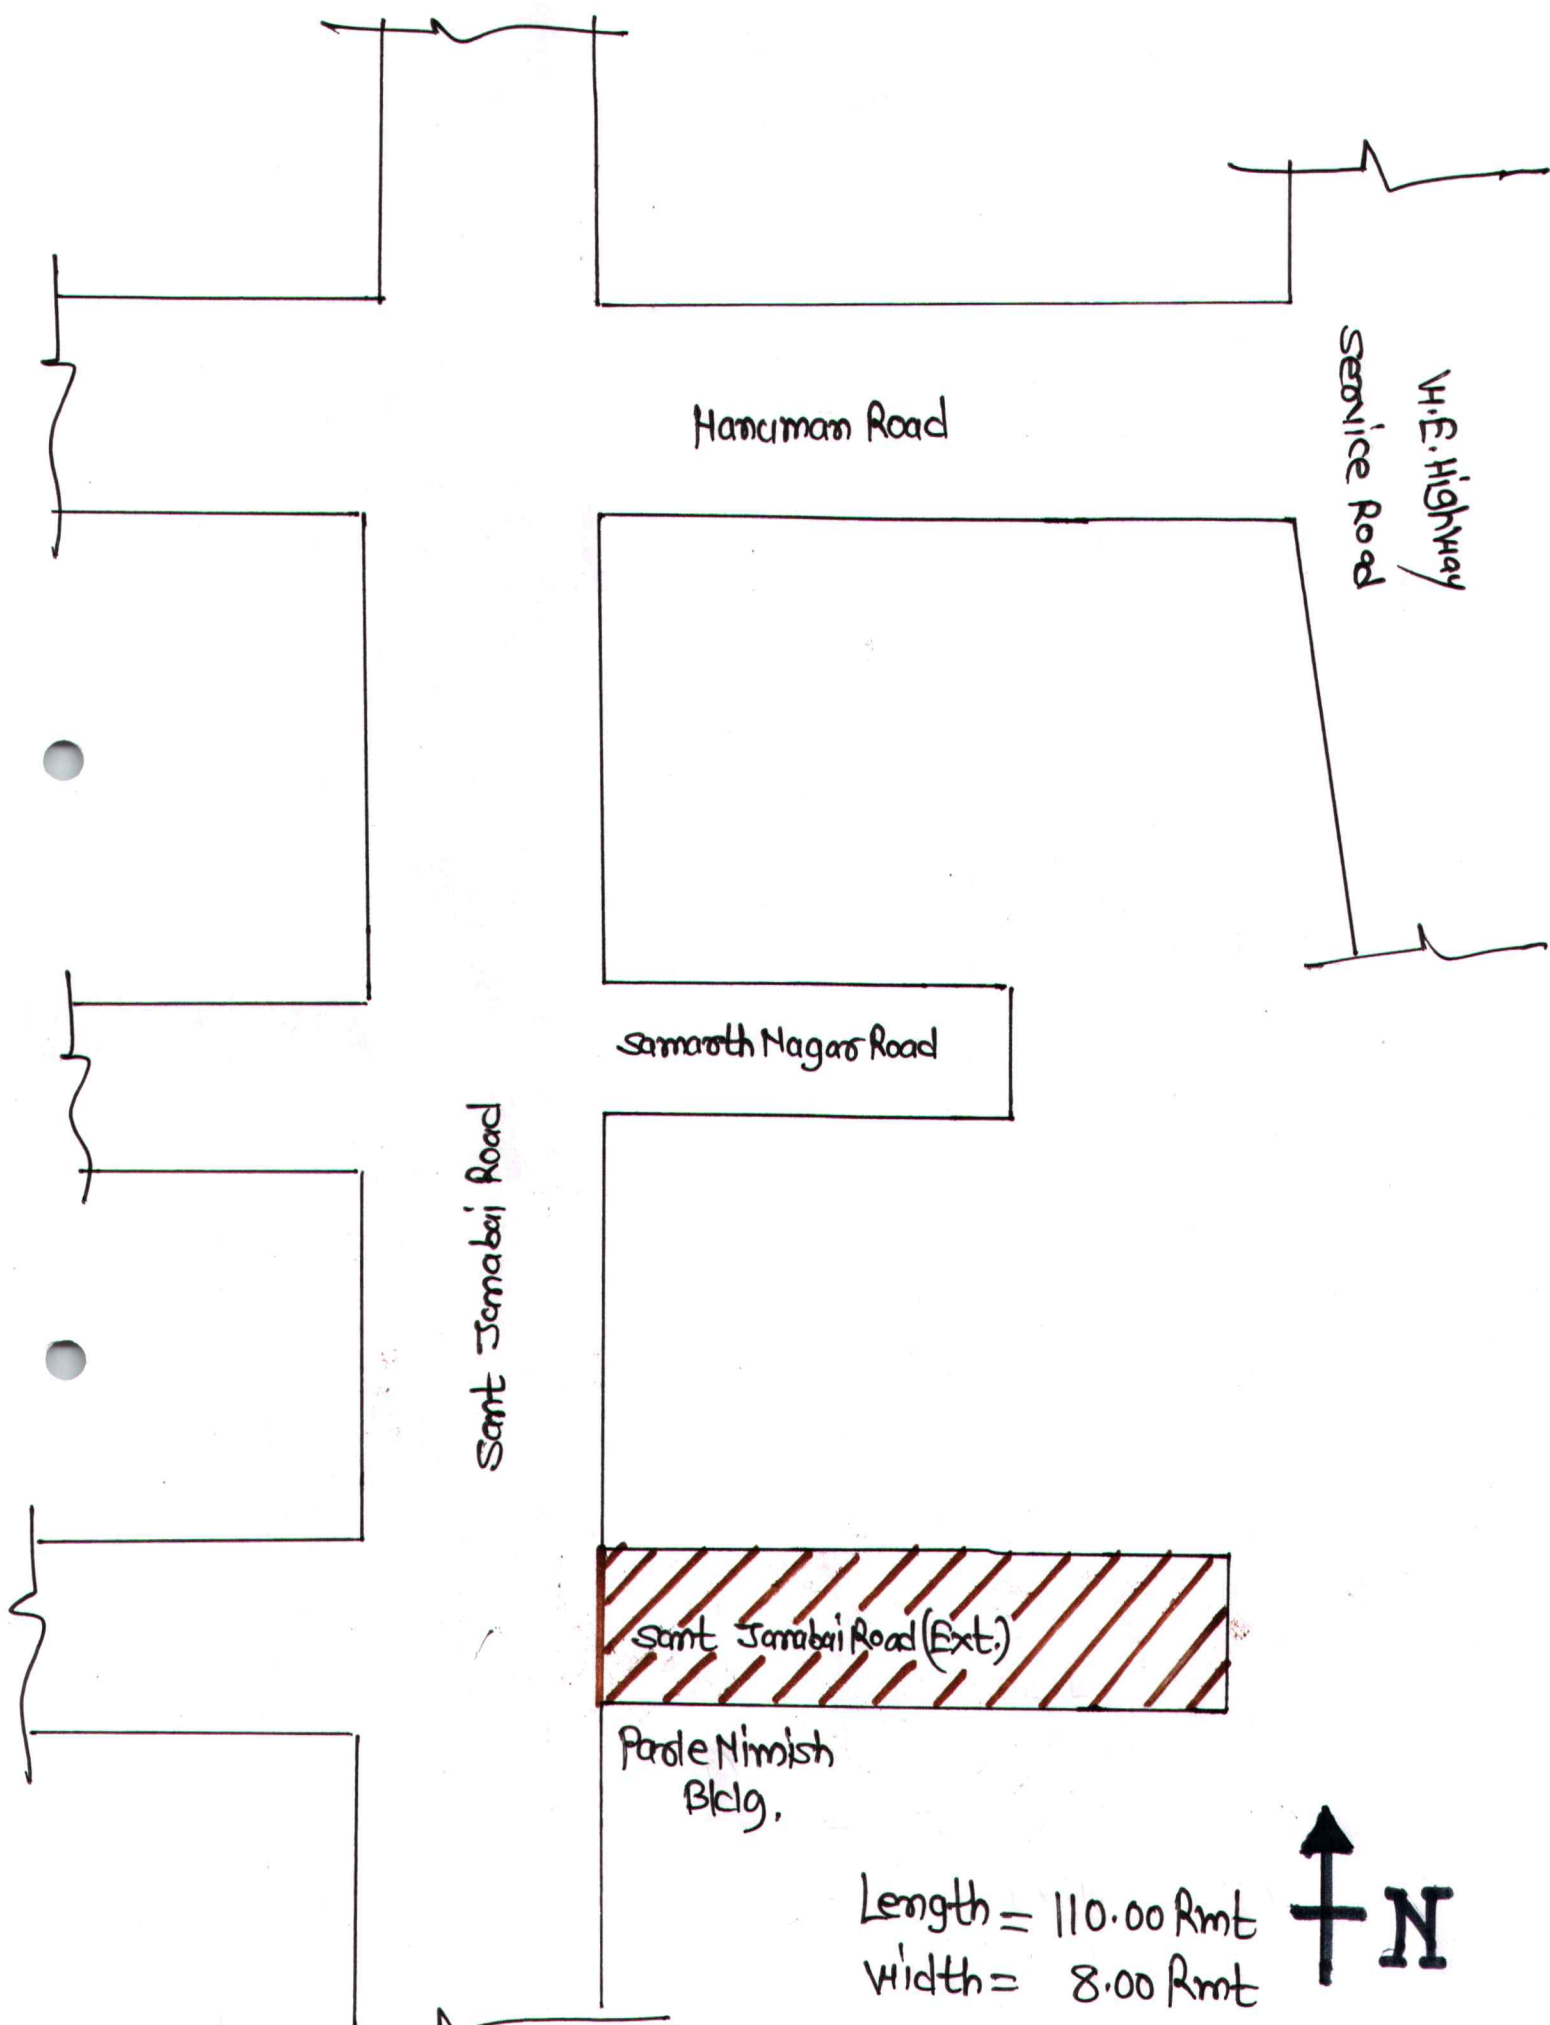 Hanuman Road
W.E. Highway
Service Road
Samarth Nagar Road
Sant Janabai Road
Sant Janabai Road (Ext.)
Parle Nimish
Bldg.
Length = 110.00 Rmt
Width = 8.00 Rmt
N